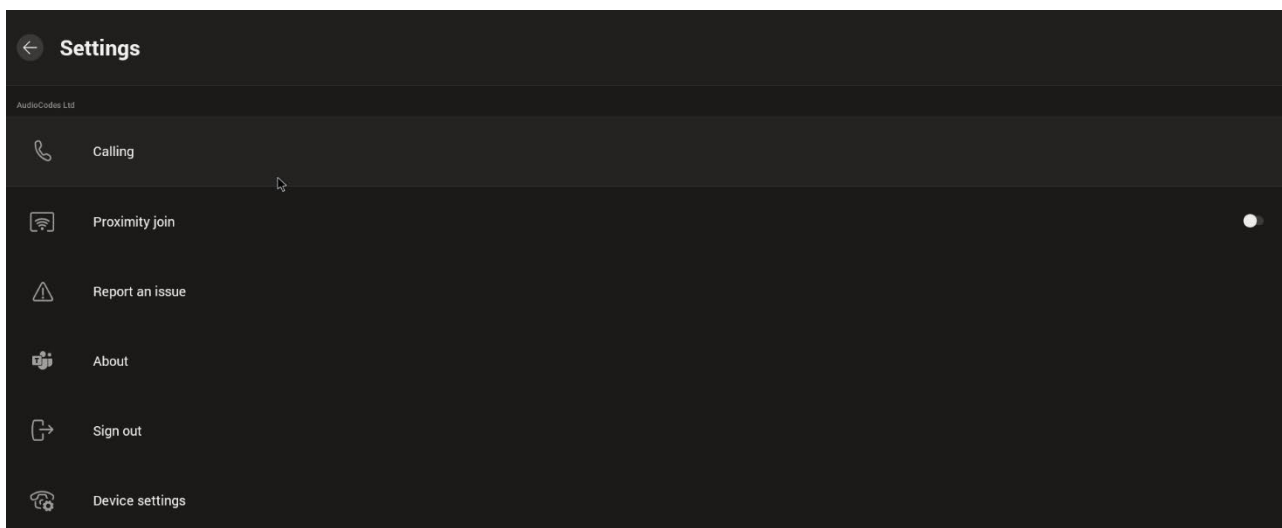 Settings
AudioCodes Ltd
Calling
Proximity join
Report an issue
About
Sign out
Device settings